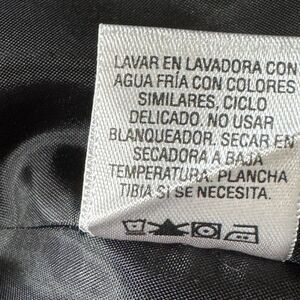 LAVAR EN LAVADORA CON
AGUA FRÍA CON COLORES
SIMILARES, CICLO
DELICADO. NO USAR
BLANQUEADOR. SECAR EN
SECADORA A BAJA
TEMPERATURA. PLANCHA
TIBIA SI SE NECESITA.